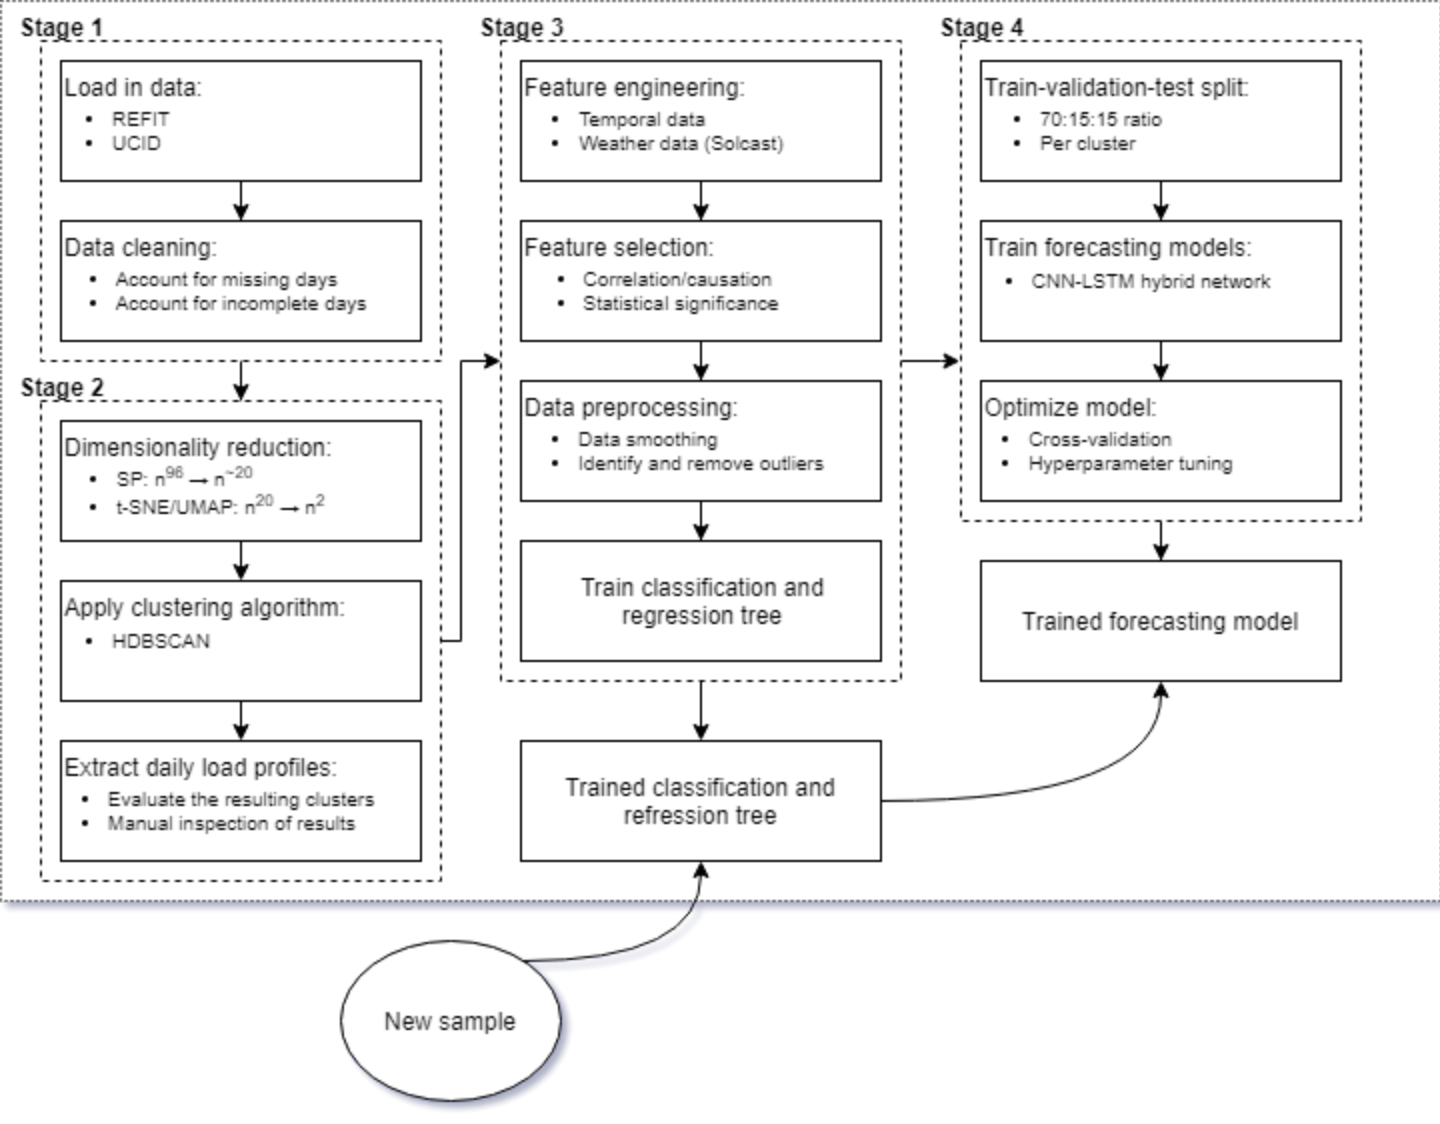 Stage 1
Load in data:
• REFIT
• UCID
Data cleaning:
• Account for missing days
• Account for incomplete days
Stage 2
Dimensionality reduction:
• SP: n^96 → n^~20
• t-SNE/UMAP: n^20 → n^2
Apply clustering algorithm:
• HDBSCAN
Extract daily load profiles:
• Evaluate the resulting clusters
• Manual inspection of results
Stage 3
Feature engineering:
• Temporal data
• Weather data (Solcast)
Feature selection:
• Correlation/causation
• Statistical significance
Data preprocessing:
• Data smoothing
• Identify and remove outliers
Train classification and
regression tree
Trained classification and
refression tree
Stage 4
Train-validation-test split:
• 70:15:15 ratio
• Per cluster
Train forecasting models:
• CNN-LSTM hybrid network
Optimize model:
• Cross-validation
• Hyperparameter tuning
Trained forecasting model
New sample